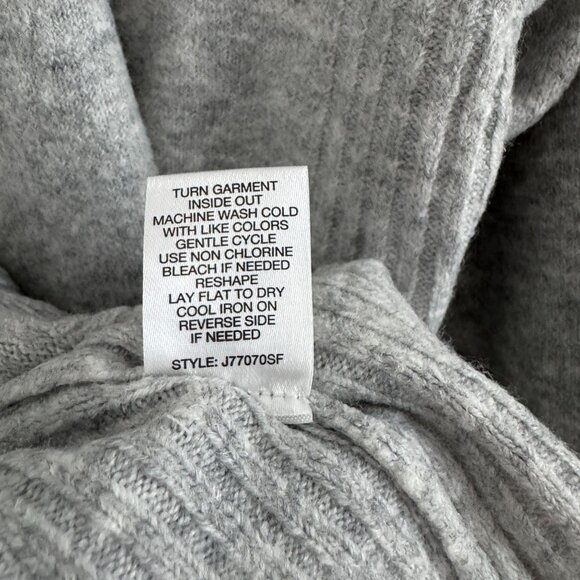 TURN GARMENT
INSIDE OUT
MACHINE WASH COLD
WITH LIKE COLORS
GENTLE CYCLE
USE NON CHLORINE
BLEACH IF NEEDED
RESHAPE
LAY FLAT TO DRY
COOL IRON ON
REVERSE SIDE
IF NEEDED
STYLE: J77070SF